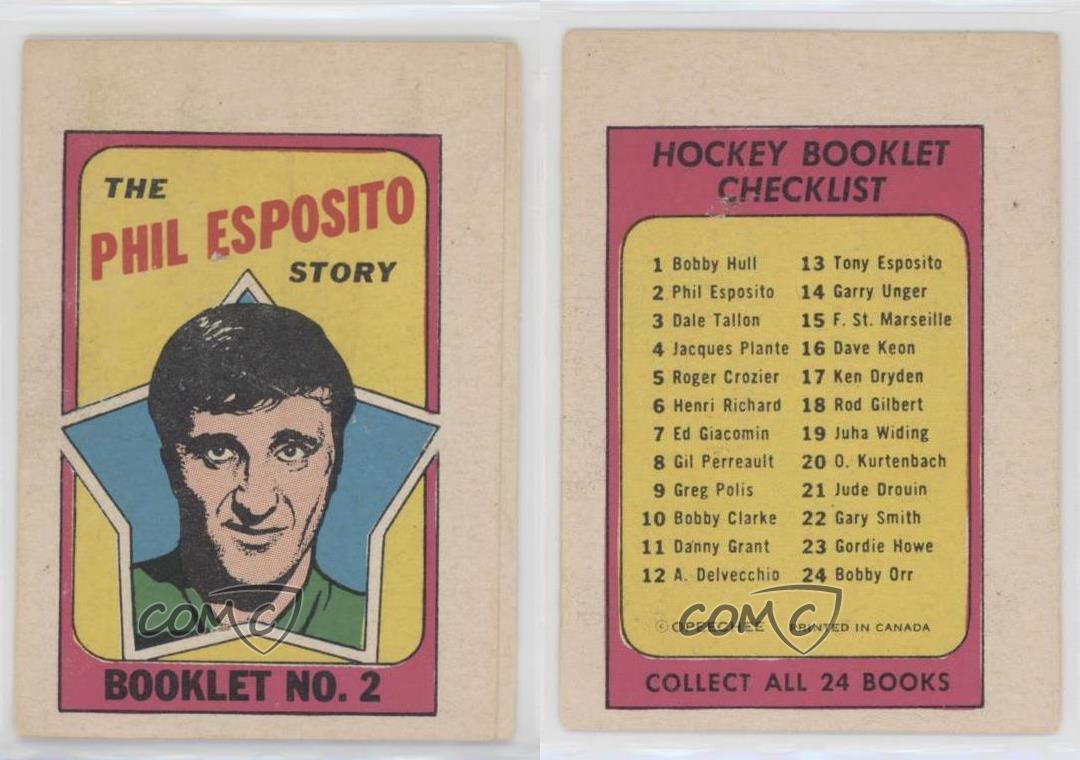 THE
PHIL ESPOSITO
STORY
COMC
BOOKLET NO. 2
HOCKEY BOOKLET
CHECKLIST
1 Bobby Hull
2 Phil Esposito
3 Dale Tallon
4 Jacques Plante
5 Roger Crozier
6 Henri Richard
7 Ed Giacomin
8 Gil Perreault
9 Greg Polis
10 Bobby Clarke
11 Danny Grant
12 A. Delvecchio
13 Tony Esposito
14 Garry Unger
15 F. St. Marseille
16 Dave Keon
17 Ken Dryden
18 Rod Gilbert
19 Juha Widing
20 O. Kurtenbach
21 Jude Drouin
22 Gary Smith
23 Gordie Howe
24 Bobby Orr
COMC
© OPEECHEE PRINTED IN CANADA
COLLECT ALL 24 BOOKS